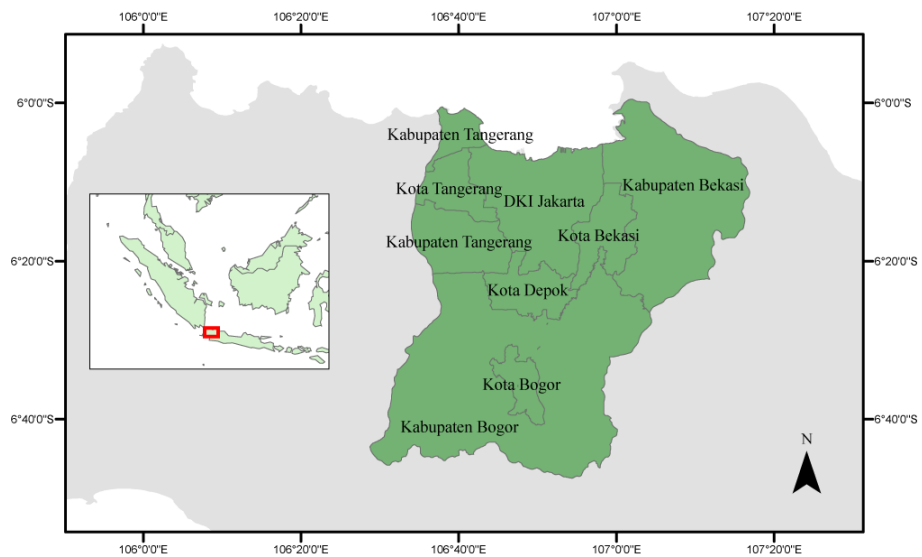 106°0'0"E 106°20'0"E 106°40'0"E 107°0'0"E 107°20'0"E
6°0'0"S 6°0'0"S
Kabupaten Tangerang
Kota Tangerang
Kabupaten Bekasi
DKI Jakarta
Kota Bekasi
Kabupaten Tangerang
6°20'0"S 6°20'0"S
Kota Depok
Kota Bogor
Kabupaten Bogor
6°40'0"S 6°40'0"S
N
106°0'0"E 106°20'0"E 106°40'0"E 107°0'0"E 107°20'0"E